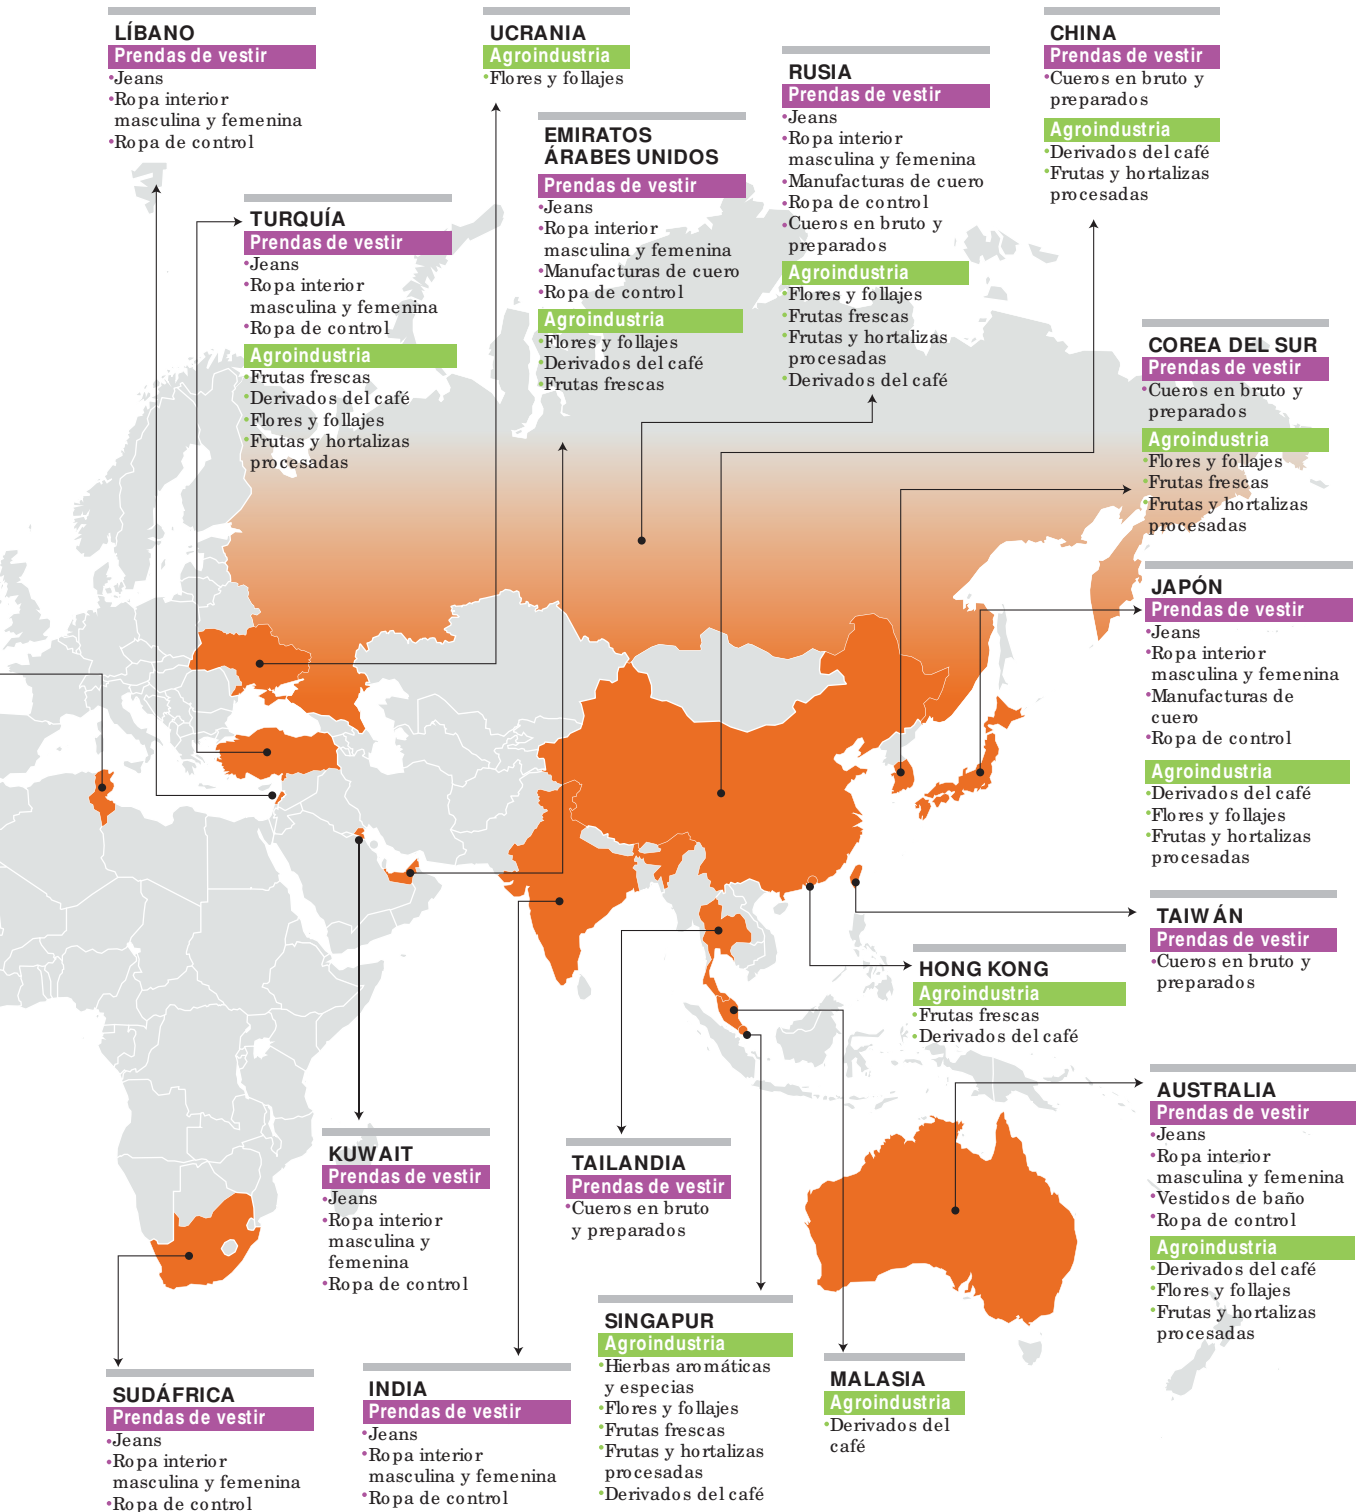 LÍBANO
Prendas de vestir
•Jeans
•Ropa interior
masculina y femenina
•Ropa de control
UCRANIA
Agroindustria
•Flores y follajes
CHINA
Prendas de vestir
•Cueros en bruto y
preparados
Agroindustria
•Derivados del café
•Frutas y hortalizas
procesadas
RUSIA
Prendas de vestir
•Jeans
•Ropa interior
masculina y femenina
•Manufacturas de cuero
•Ropa de control
•Cueros en bruto y
preparados
Agroindustria
•Flores y follajes
•Frutas frescas
•Frutas y hortalizas
procesadas
•Derivados del café
EMIRATOS
ÁRABES UNIDOS
Prendas de vestir
•Jeans
•Ropa interior
masculina y femenina
•Manufacturas de cuero
•Ropa de control
Agroindustria
•Flores y follajes
•Derivados del café
•Frutas frescas
TURQUÍA
Prendas de vestir
•Jeans
•Ropa interior
masculina y femenina
•Ropa de control
Agroindustria
•Frutas frescas
•Derivados del café
•Flores y follajes
•Frutas y hortalizas
procesadas
COREA DEL SUR
Prendas de vestir
•Cueros en bruto y
preparados
Agroindustria
•Flores y follajes
•Frutas frescas
•Frutas y hortalizas
procesadas
JAPÓN
Prendas de vestir
•Jeans
•Ropa interior
masculina y femenina
•Manufacturas de
cuero
•Ropa de control
Agroindustria
•Derivados del café
•Flores y follajes
•Frutas y hortalizas
procesadas
TAIWÁN
Prendas de vestir
•Cueros en bruto y
preparados
HONG KONG
Agroindustria
•Frutas frescas
•Derivados del café
AUSTRALIA
Prendas de vestir
•Jeans
•Ropa interior
masculina y femenina
•Vestidos de baño
•Ropa de control
Agroindustria
•Derivados del café
•Flores y follajes
•Frutas y hortalizas
procesadas
KUWAIT
Prendas de vestir
•Jeans
•Ropa interior
masculina y
femenina
•Ropa de control
TAILANDIA
Prendas de vestir
•Cueros en bruto
y preparados
SINGAPUR
Agroindustria
•Hierbas aromáticas
y especias
•Flores y follajes
•Frutas frescas
•Frutas y hortalizas
procesadas
•Derivados del café
MALASIA
Agroindustria
•Derivados del
café
SUDÁFRICA
Prendas de vestir
•Jeans
•Ropa interior
masculina y femenina
•Ropa de control
INDIA
Prendas de vestir
•Jeans
•Ropa interior
masculina y femenina
•Ropa de control